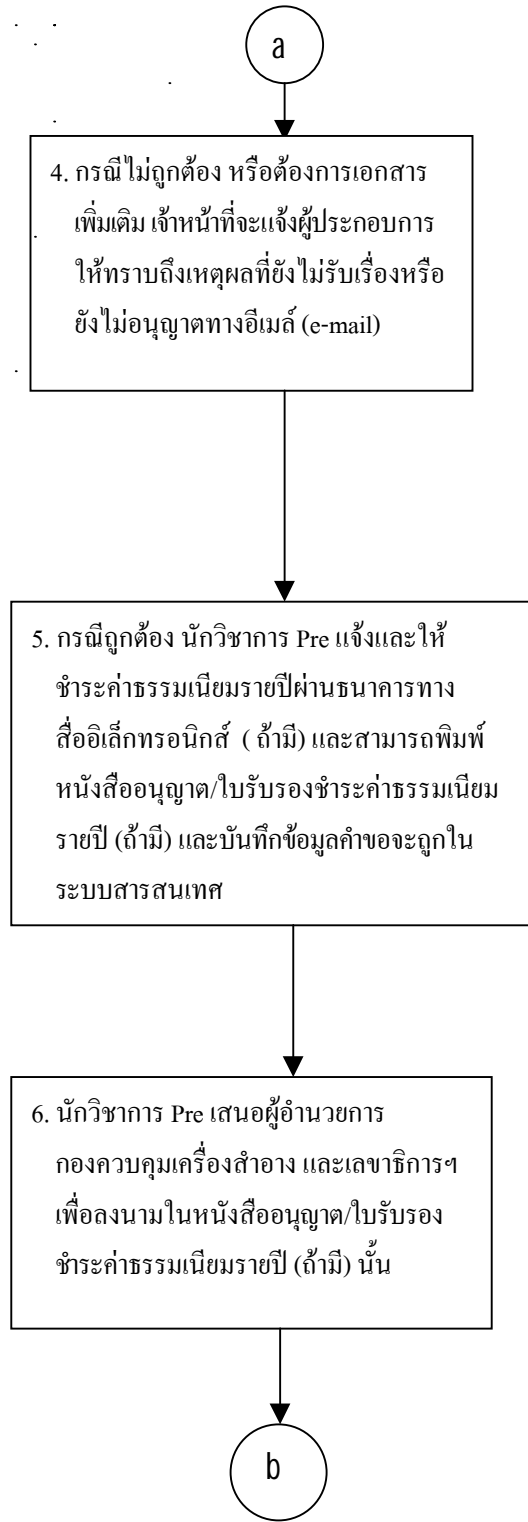 a
4. กรณีไม่ถูกต้อง หรือต้องการเอกสาร
เพิ่มเติม เจ้าหน้าที่จะแจ้งผู้ประกอบการ
ให้ทราบถึงเหตุผลที่ยังไม่รับเรื่องหรือ
ยังไม่อนุญาตทางอีเมล์ (e-mail)
5. กรณีถูกต้อง นักวิชาการ Pre แจ้งและให้
ชำระค่าธรรมเนียมรายปีผ่านธนาคารทาง
สื่ออิเล็กทรอนิกส์ ( ถ้ามี) และสามารถพิมพ์
หนังสืออนุญาต/ใบรับรองชำระค่าธรรมเนียม
รายปี (ถ้ามี) และบันทึกข้อมูลคำขอจะถูกใน
ระบบสารสนเทศ
6. นักวิชาการ Pre เสนอผู้อำนวยการ
กองควบคุมเครื่องสำอาง และเลขาธิการฯ
เพื่อลงนามในหนังสืออนุญาต/ใบรับรอง
ชำระค่าธรรมเนียมรายปี (ถ้ามี) นั้น
b